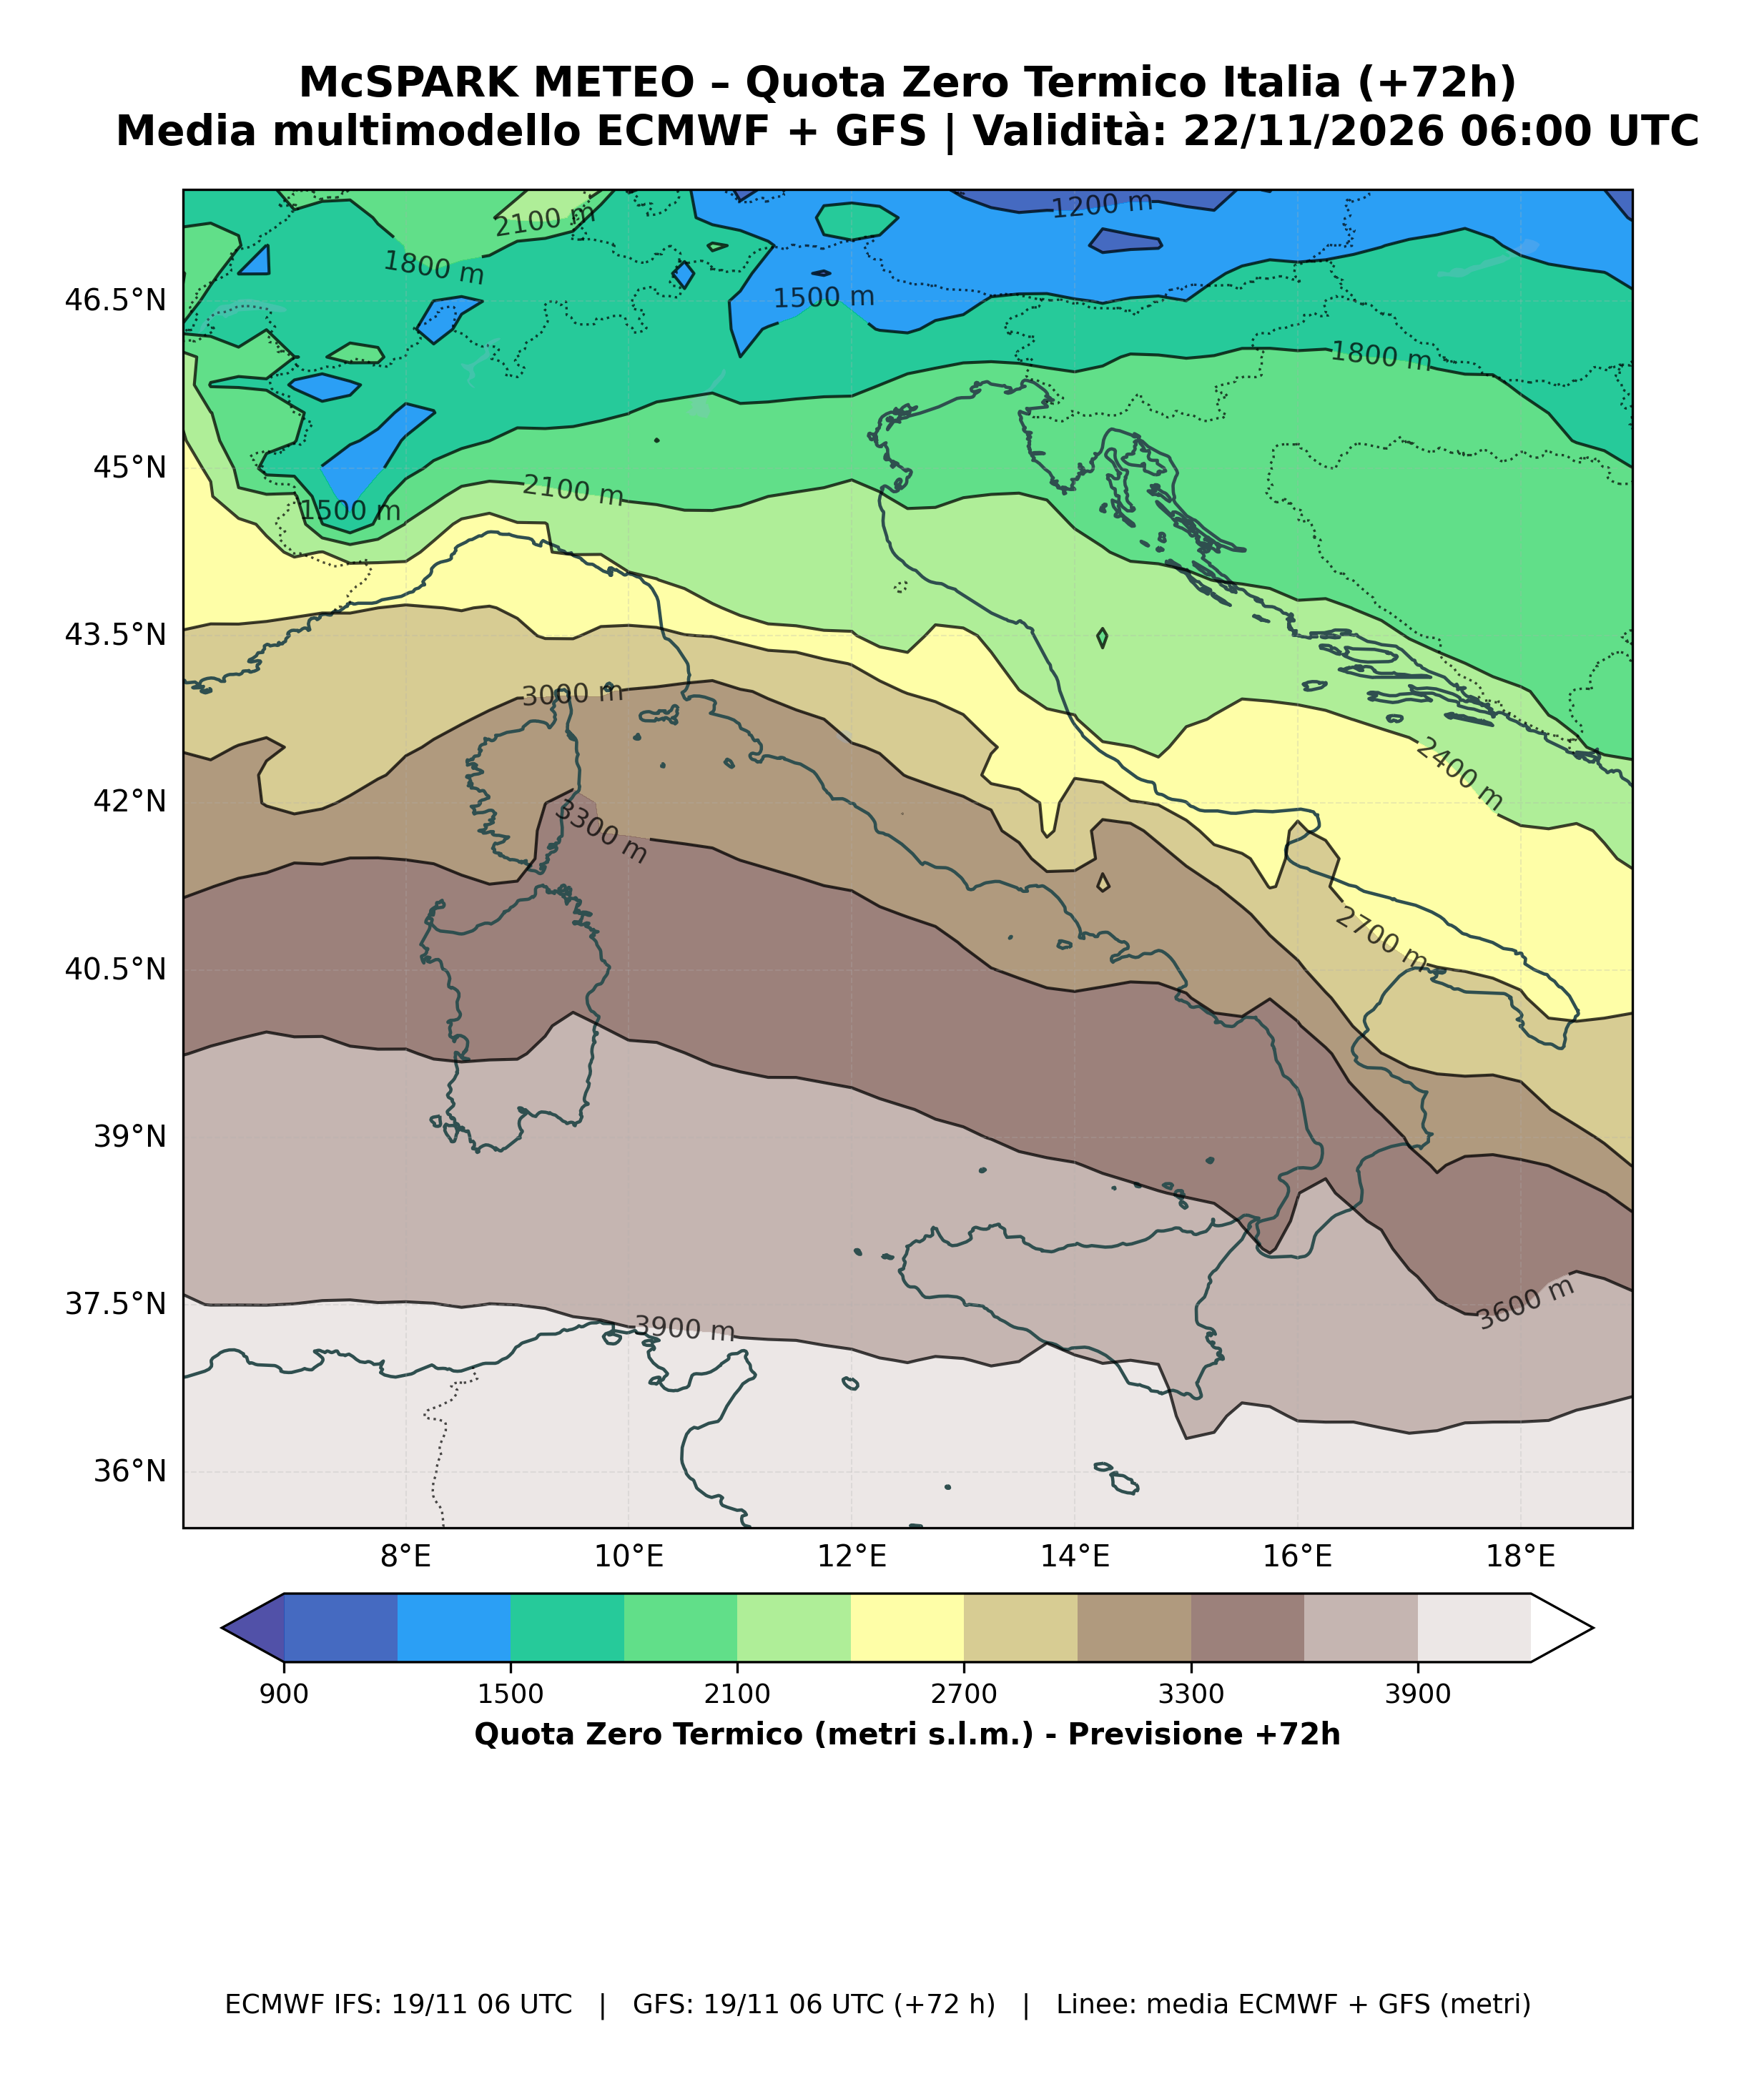 McSPARK METEO – Quota Zero Termico Italia (+72h)
Media multimodello ECMWF + GFS | Validità: 22/11/2026 06:00 UTC
2100 m
1200 m
1800 m
46.5°N
1500 m
1800 m
45°N
2100 m
1500 m
43.5°N
3000 m
2400 m
42°N
3300 m
2700 m
40.5°N
39°N
37.5°N
3600 m
3900 m
36°N
8°E 10°E 12°E 14°E 16°E 18°E
900 1500 2100 2700 3300 3900
Quota Zero Termico (metri s.l.m.) - Previsione +72h
ECMWF IFS: 19/11 06 UTC | GFS: 19/11 06 UTC (+72 h) | Linee: media ECMWF + GFS (metri)